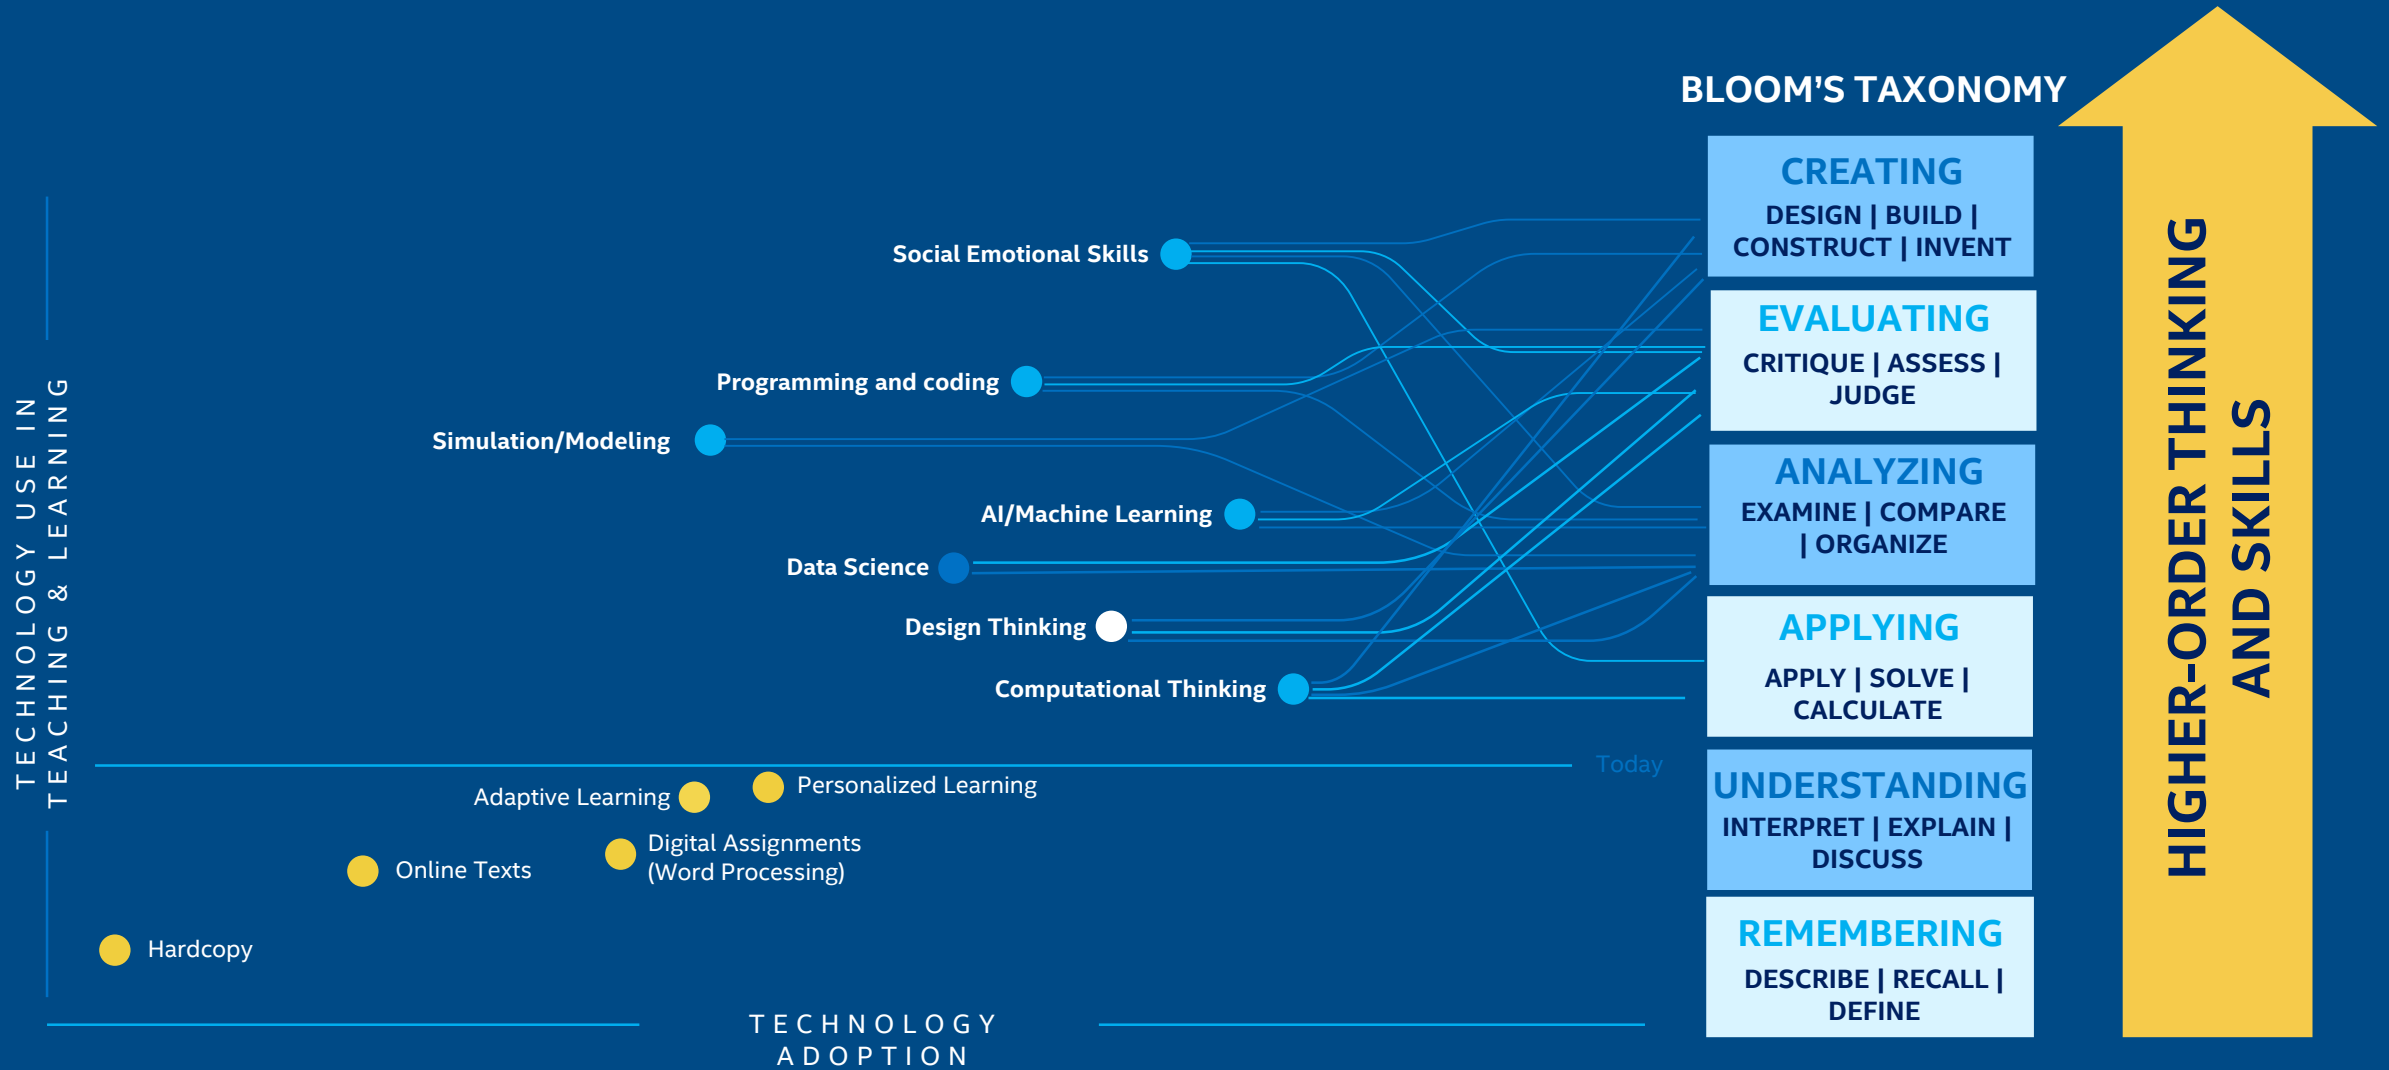 BLOOM'S TAXONOMY
CREATING
DESIGN | BUILD |
CONSTRUCT | INVENT
EVALUATING
CRITIQUE | ASSESS |
JUDGE
ANALYZING
EXAMINE | COMPARE
| ORGANIZE
APPLYING
APPLY | SOLVE |
CALCULATE
UNDERSTANDING
INTERPRET | EXPLAIN |
DISCUSS
REMEMBERING
DESCRIBE | RECALL |
DEFINE
HIGHER-ORDER THINKING
AND SKILLS
Social Emotional Skills
Programming and coding
Simulation/Modeling
AI/Machine Learning
Data Science
Design Thinking
Computational Thinking
Today
Adaptive Learning
Personalized Learning
Digital Assignments
(Word Processing)
Online Texts
Hardcopy
TECHNOLOGY USE IN
TEACHING & LEARNING
TECHNOLOGY
ADOPTION